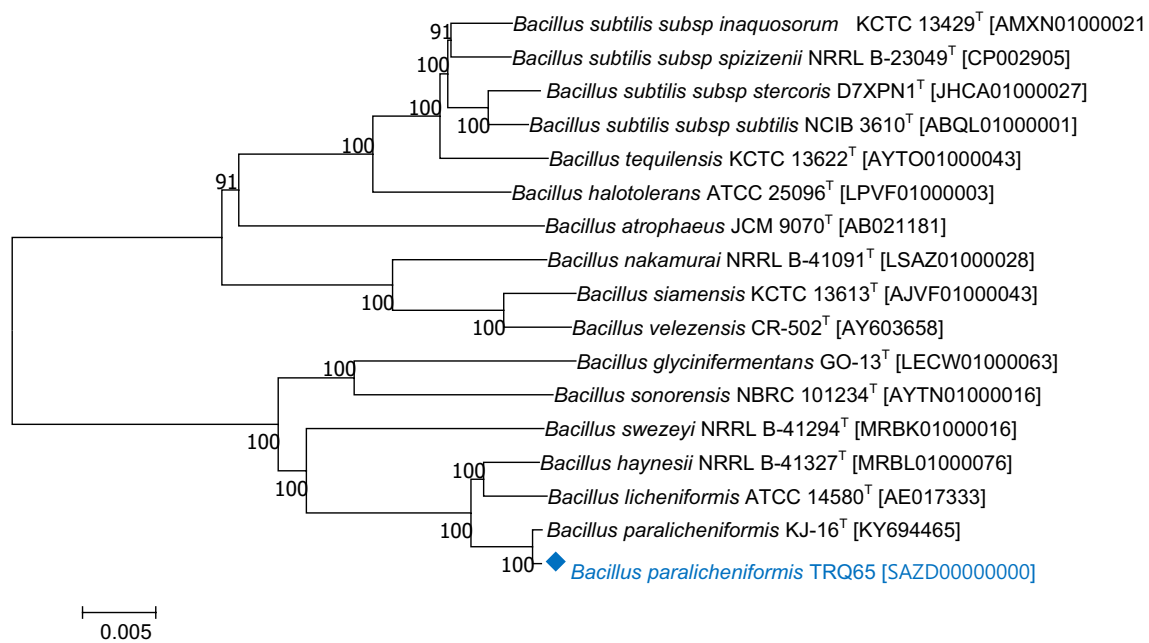 Bacillus subtilis subsp inaquosorum KCTC 13429T [AMXN01000021
91
Bacillus subtilis subsp spizizenii NRRL B-23049T [CP002905]
100
Bacillus subtilis subsp stercoris D7XPN1T [JHCA01000027]
100
100
Bacillus subtilis subsp subtilis NCIB 3610T [ABQL01000001]
100
Bacillus tequilensis KCTC 13622T [AYTO01000043]
91
Bacillus halotolerans ATCC 25096T [LPVF01000003]
Bacillus atrophaeus JCM 9070T [AB021181]
Bacillus nakamurai NRRL B-41091T [LSAZ01000028]
100
Bacillus siamensis KCTC 13613T [AJVF01000043]
100
Bacillus velezensis CR-502T [AY603658]
100
Bacillus glycinifermentans GO-13T [LECW01000063]
Bacillus sonorensis NBRC 101234T [AYTN01000016]
100
Bacillus swezeyi NRRL B-41294T [MRBK01000016]
100
100
Bacillus haynesii NRRL B-41327T [MRBL01000076]
Bacillus licheniformis ATCC 14580T [AE017333]
100
Bacillus paralicheniformis KJ-16T [KY694465]
100
Bacillus paralicheniformis TRQ65 [SAZD00000000]
0.005